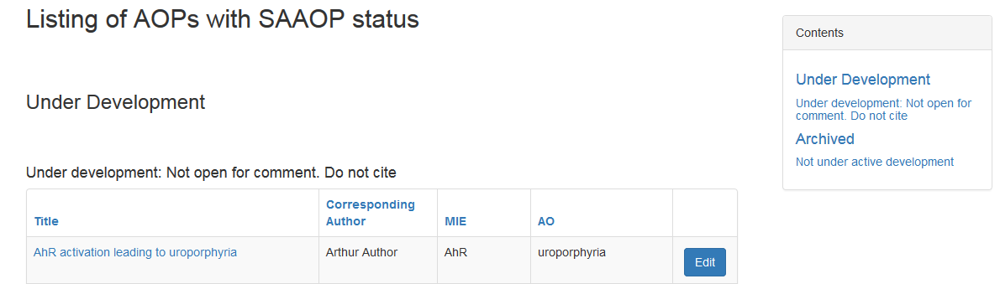 Listing of AOPs with SAAOP status
Under Development
Under development: Not open for comment. Do not cite
Title
Corresponding
Author
MIE
AO
AhR activation leading to uroporphyria
Arthur Author
AhR
uroporphyria
Edit
Contents
Under Development
Under development: Not open for
comment. Do not cite
Archived
Not under active development